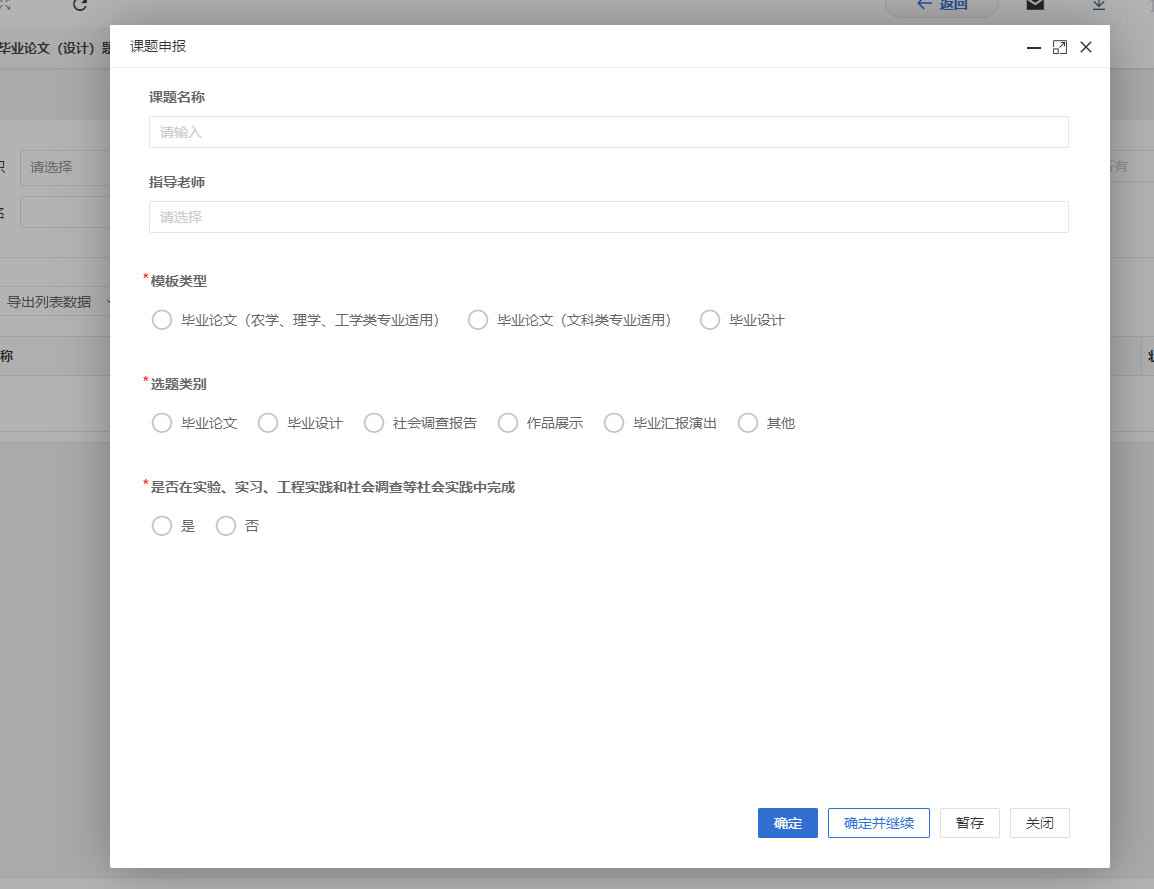 返回
毕业论文（设计）题
课题申报
课题名称
请输入
请选择
指导老师
请选择
*模板类型
导出列表数据
毕业论文（农学、理学、工学类专业适用） 毕业论文（文科类专业适用） 毕业设计
称
*选题类别
毕业论文 毕业设计 社会调查报告 作品展示 毕业汇报演出 其他
*是否在实验、实习、工程实践和社会调查等社会实践中完成
是 否
确定 确定并继续 暂存 关闭